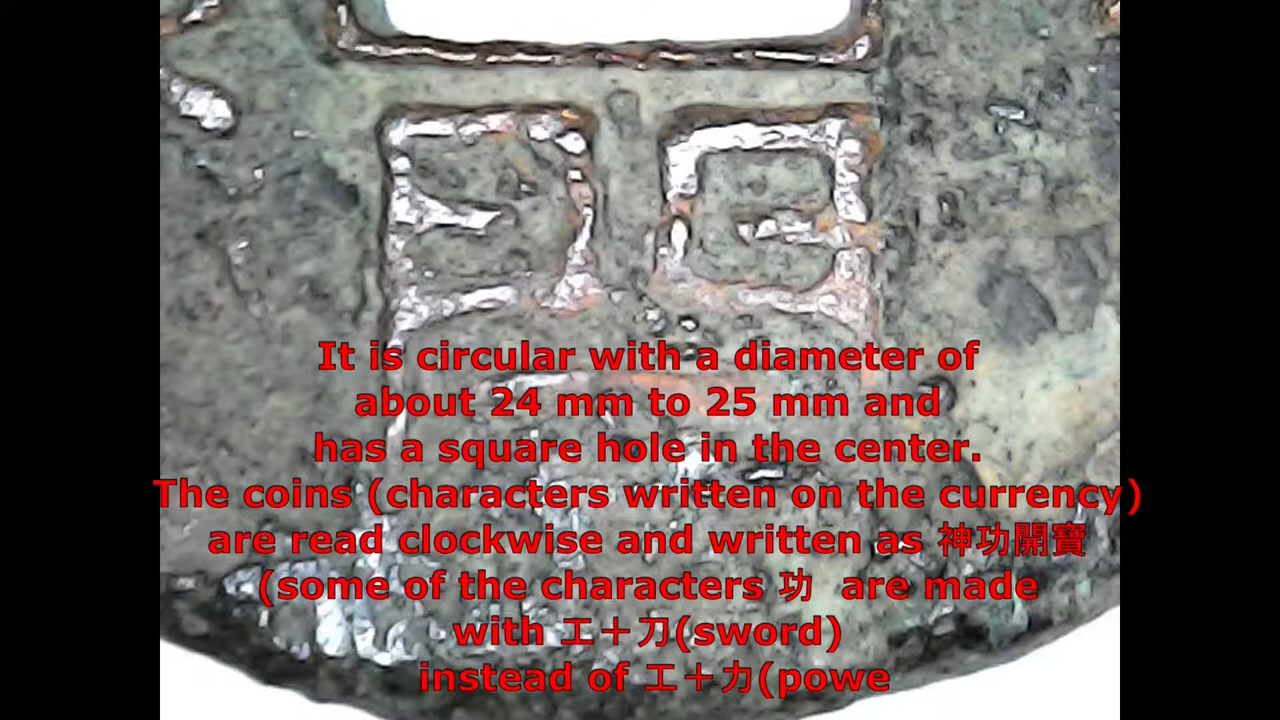 開
It is circular with a diameter of
about 24 mm to 25 mm and
has a square hole in the center.
The coins (characters written on the currency)
are read clockwise and written as 神功開寶
(some of the characters 功 are made
with 工＋刀(sword)
instead of 工＋力(powe